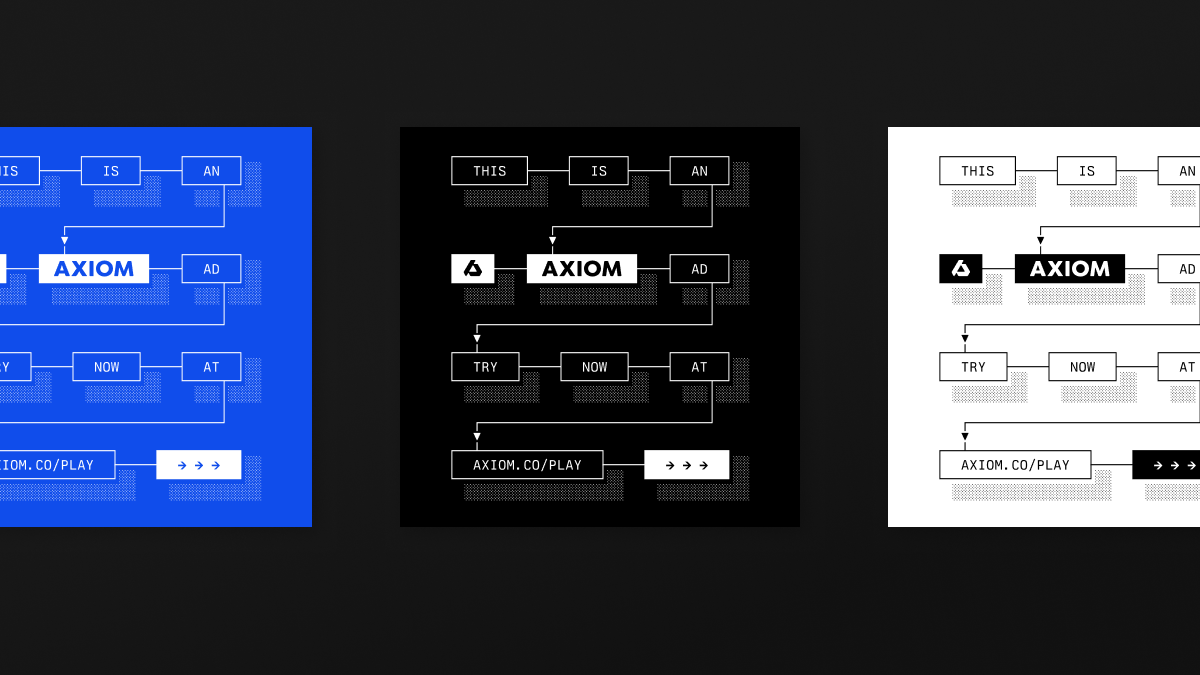 IS IS AN
AXIOM AD
Y NOW AT
IOM.CO/PLAY → → →
THIS IS AN
AXIOM AD
TRY NOW AT
AXIOM.CO/PLAY → → →
THIS IS AN
AXIOM AD
TRY NOW AT
AXIOM.CO/PLAY → → →